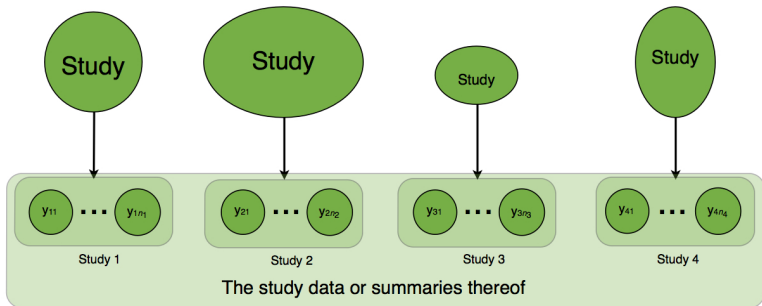 Study
Study
Study
Study
y11 ... y1n1
y21 ... y2n2
y31 ... y3n3
y41 ... y4n4
Study 1
Study 2
Study 3
Study 4
The study data or summaries thereof